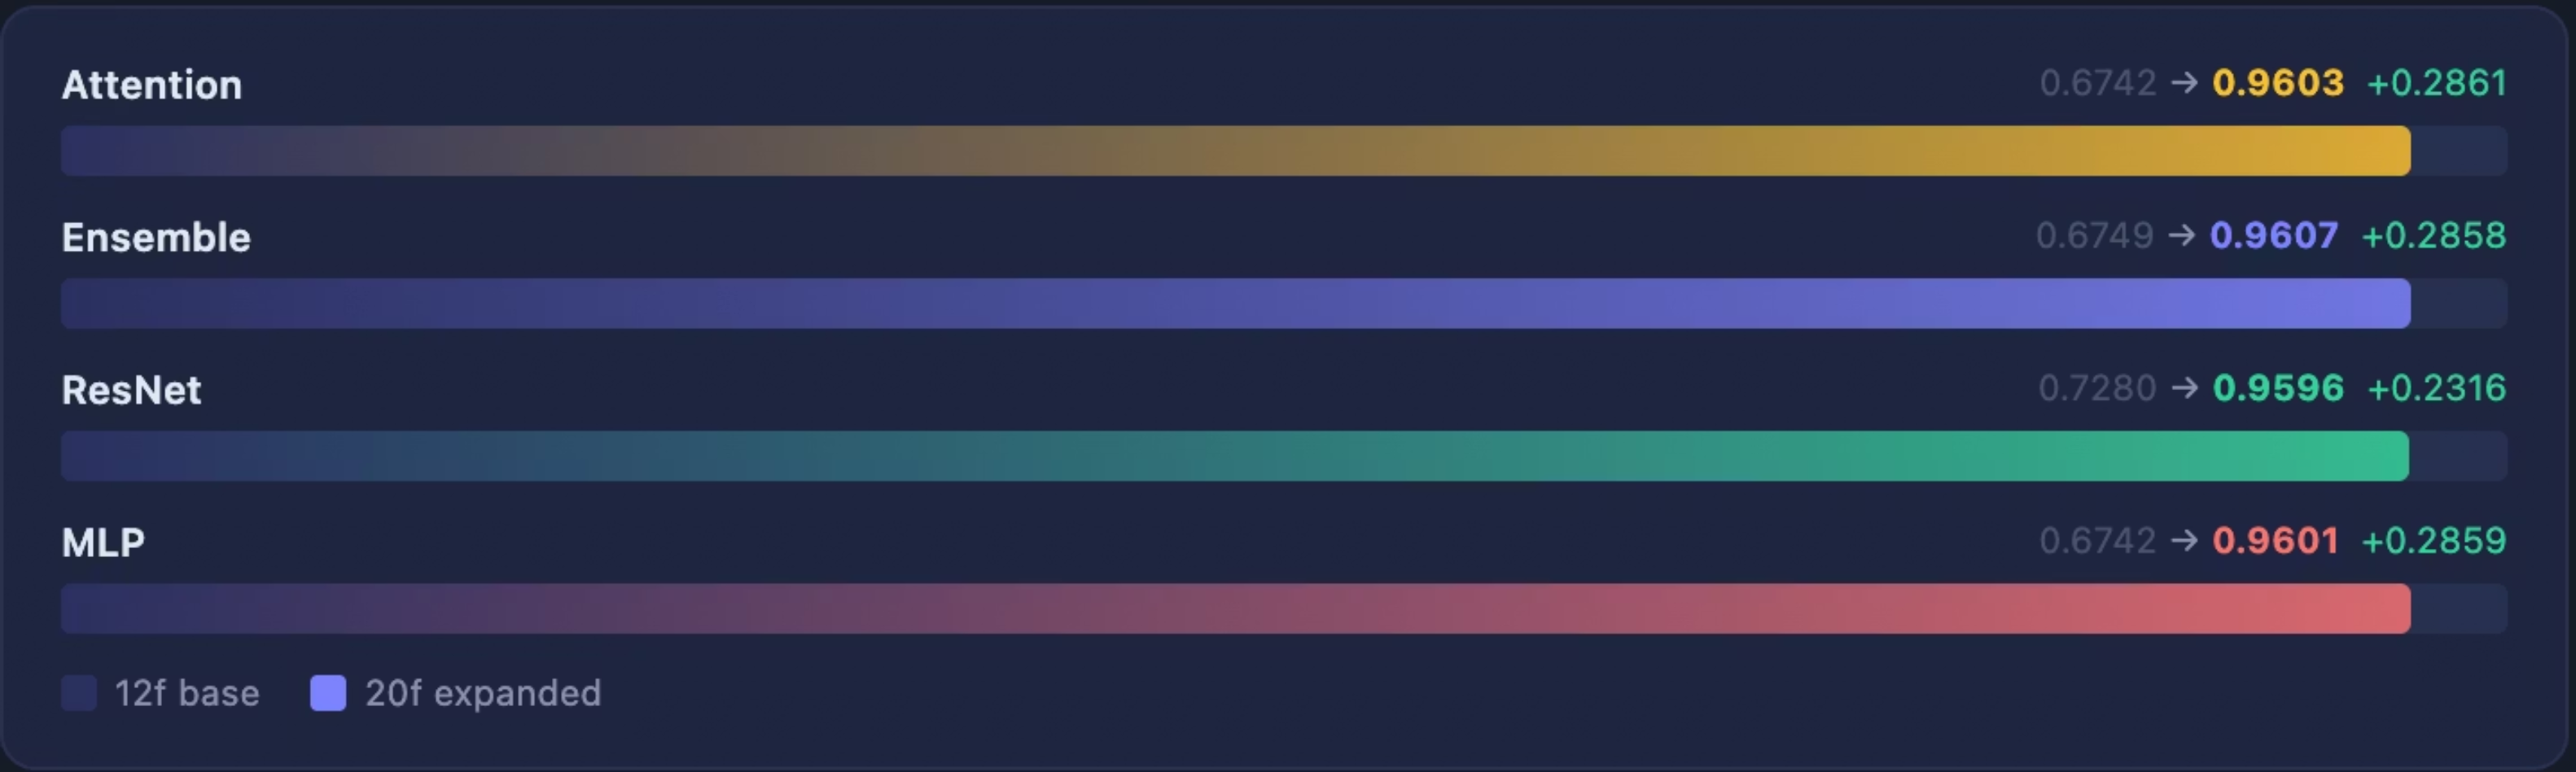 Attention 0.6742 → 0.9603 +0.2861
Ensemble 0.6749 → 0.9607 +0.2858
ResNet 0.7280 → 0.9596 +0.2316
MLP 0.6742 → 0.9601 +0.2859
12f base 20f expanded